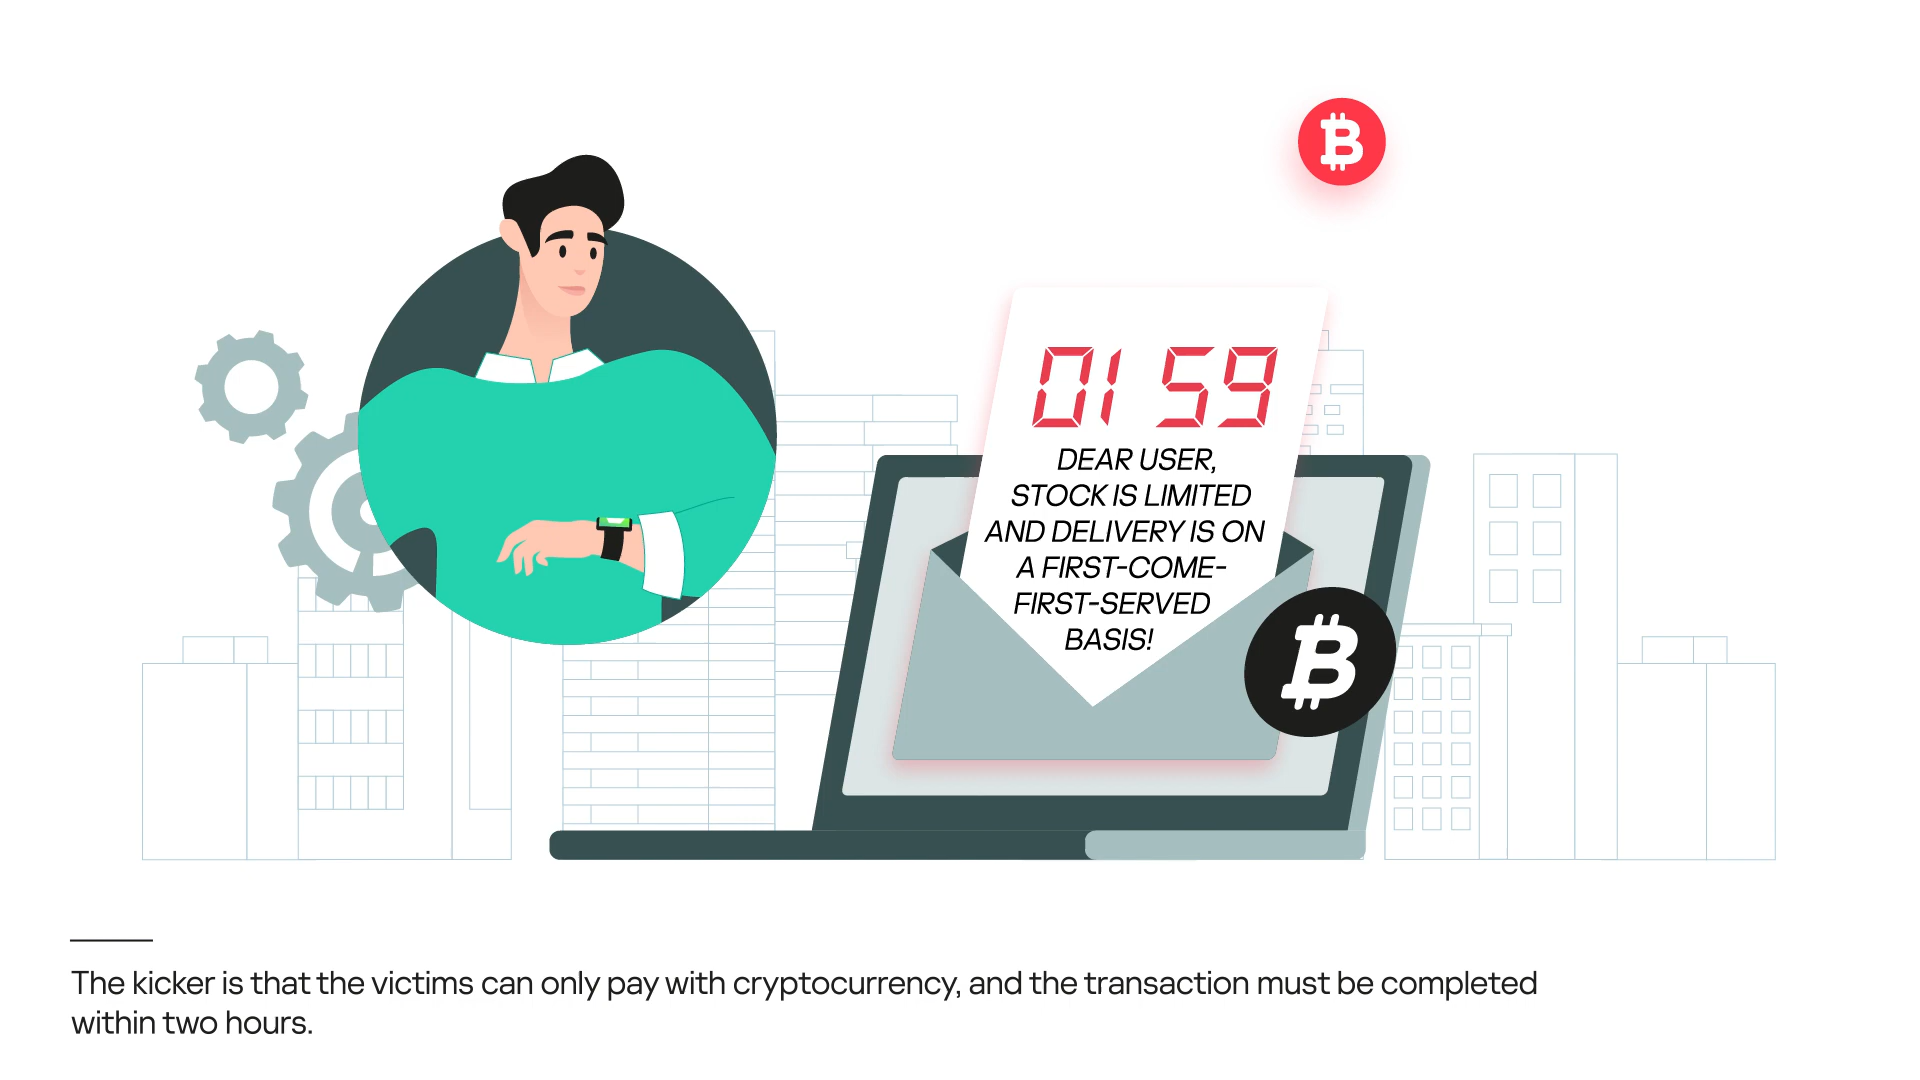 01 59
DEAR USER,
STOCK IS LIMITED
AND DELIVERY IS ON
A FIRST-COME-
FIRST-SERVED
BASIS!
The kicker is that the victims can only pay with cryptocurrency, and the transaction must be completed
within two hours.